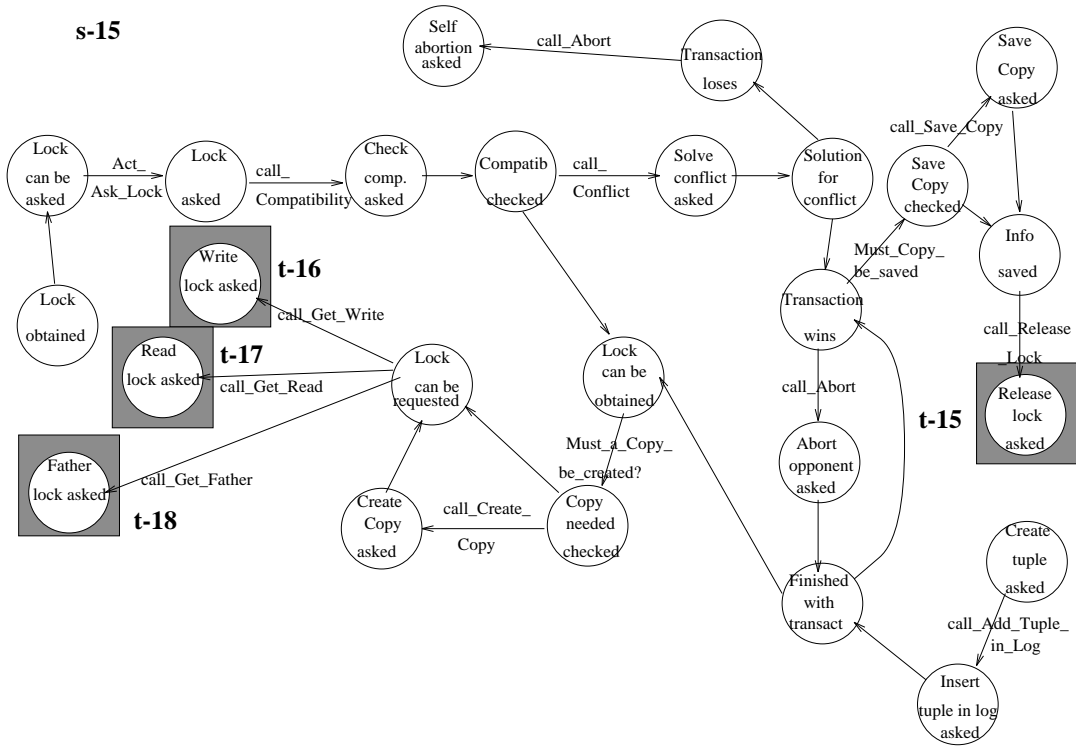 s-15
Self
abortion
asked
call_Abort
Transaction
loses
Save
Copy
asked
call_Save_Copy
Lock
can be
asked
Act_
Ask_Lock
Lock
asked
call_
Compatibility
Check
comp.
asked
Compatib
checked
call_
Conflict
Solve
conflict
asked
Solution
for
conflict
Save
Copy
checked
Must_Copy_
be_saved
Info
saved
Write
lock asked
t-16
call_Get_Write
Lock
obtained
Transaction
wins
call_Release
_Lock
Read
lock asked
t-17
call_Get_Read
Lock
can be
requested
Lock
can be
obtained
call_Abort
t-15
Release
lock
asked
Father
lock asked
t-18
call_Get_Father
Must_a_Copy_
be_created?
Abort
opponent
asked
Create
Copy
asked
call_Create_
Copy
Copy
needed
checked
Create
tuple
asked
Finished
with
transact
call_Add_Tuple_
in_Log
Insert
tuple in log
asked